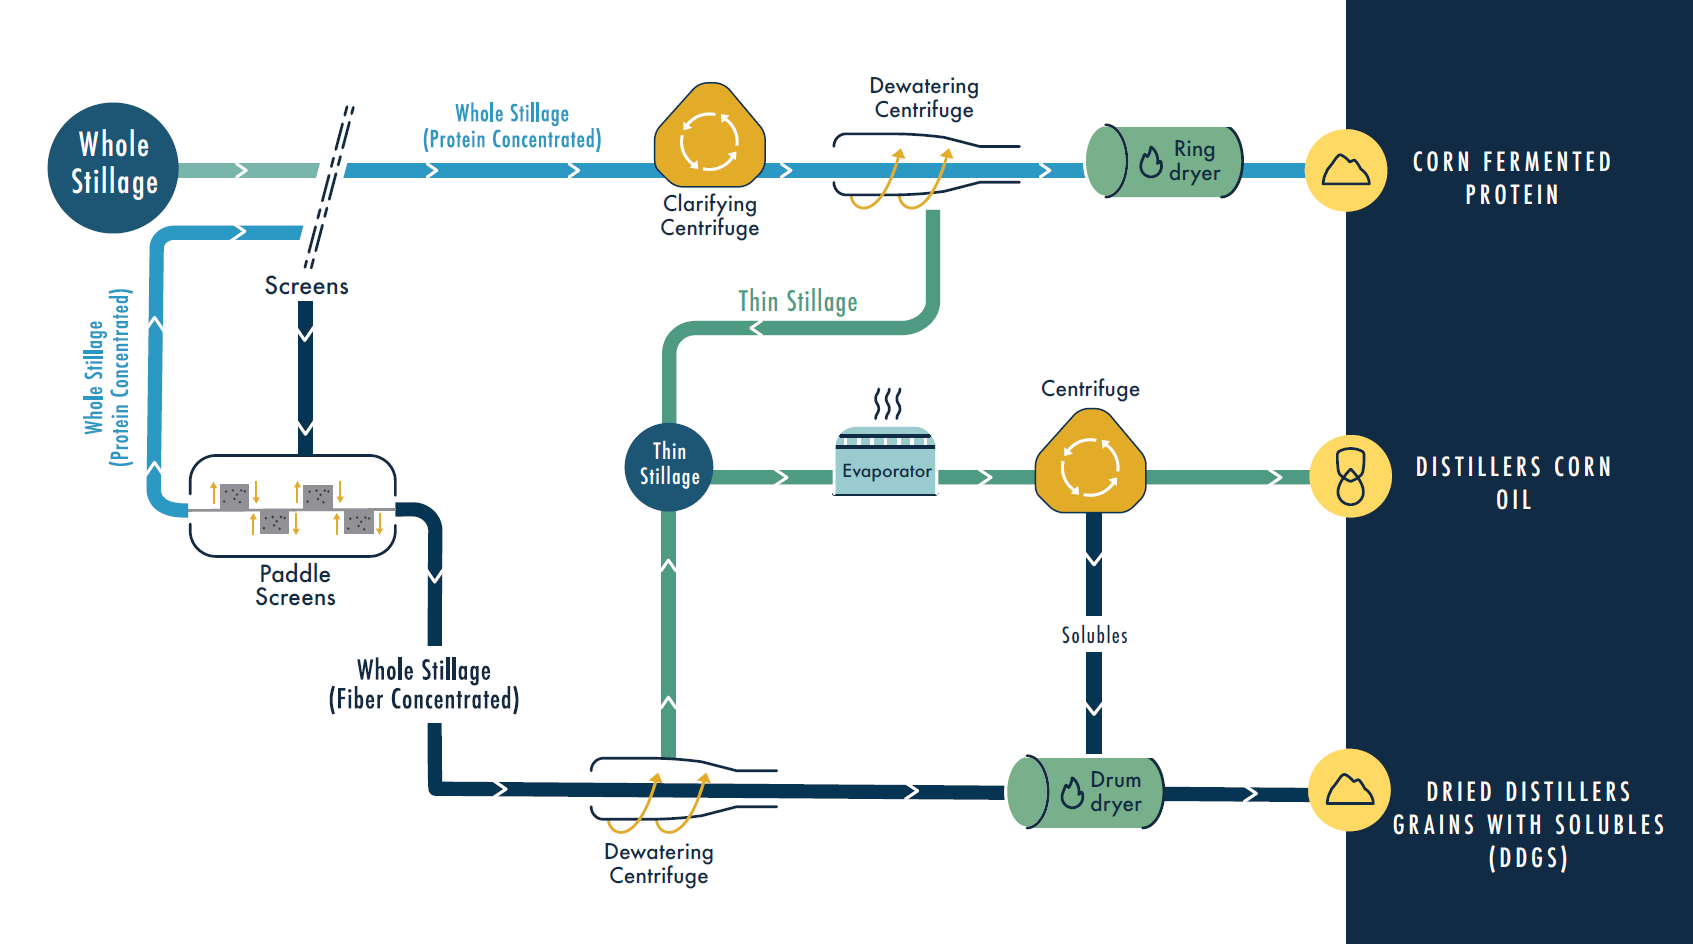 Whole
Stillage
Whole Stillage
(Protein Concentrated)
Clarifying
Centrifuge
Dewatering
Centrifuge
Ring
dryer
CORN FERMENTED
PROTEIN
Screens
Whole Stillage
(Protein Concentrated)
Thin Stillage
Thin
Stillage
Evaporator
Centrifuge
DISTILLERS CORN
OIL
Paddle
Screens
Solubles
Whole Stillage
(Fiber Concentrated)
Dewatering
Centrifuge
Drum
dryer
DRIED DISTILLERS
GRAINS WITH SOLUBLES
(DDGS)